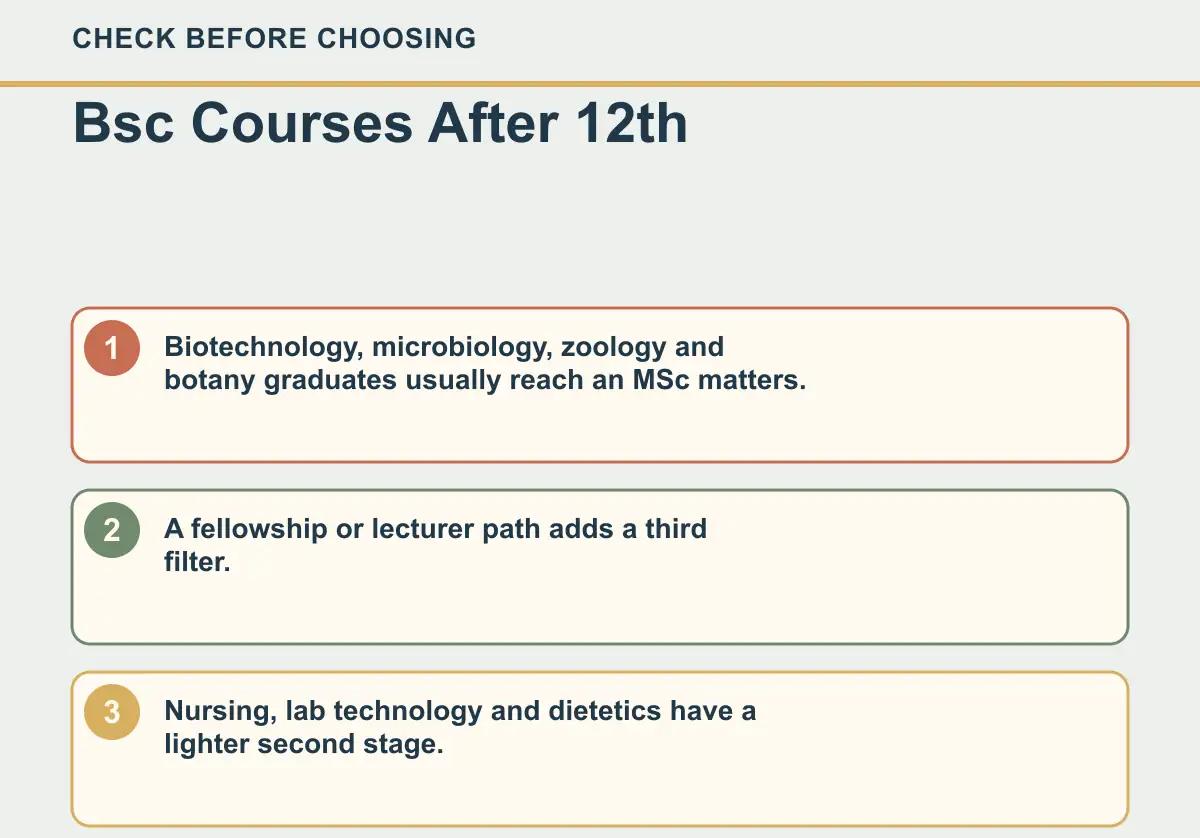 CHECK BEFORE CHOOSING
Bsc Courses After 12th
1
Biotechnology, microbiology, zoology and
botany graduates usually reach an MSc matters.
2
A fellowship or lecturer path adds a third
filter.
3
Nursing, lab technology and dietetics have a
lighter second stage.